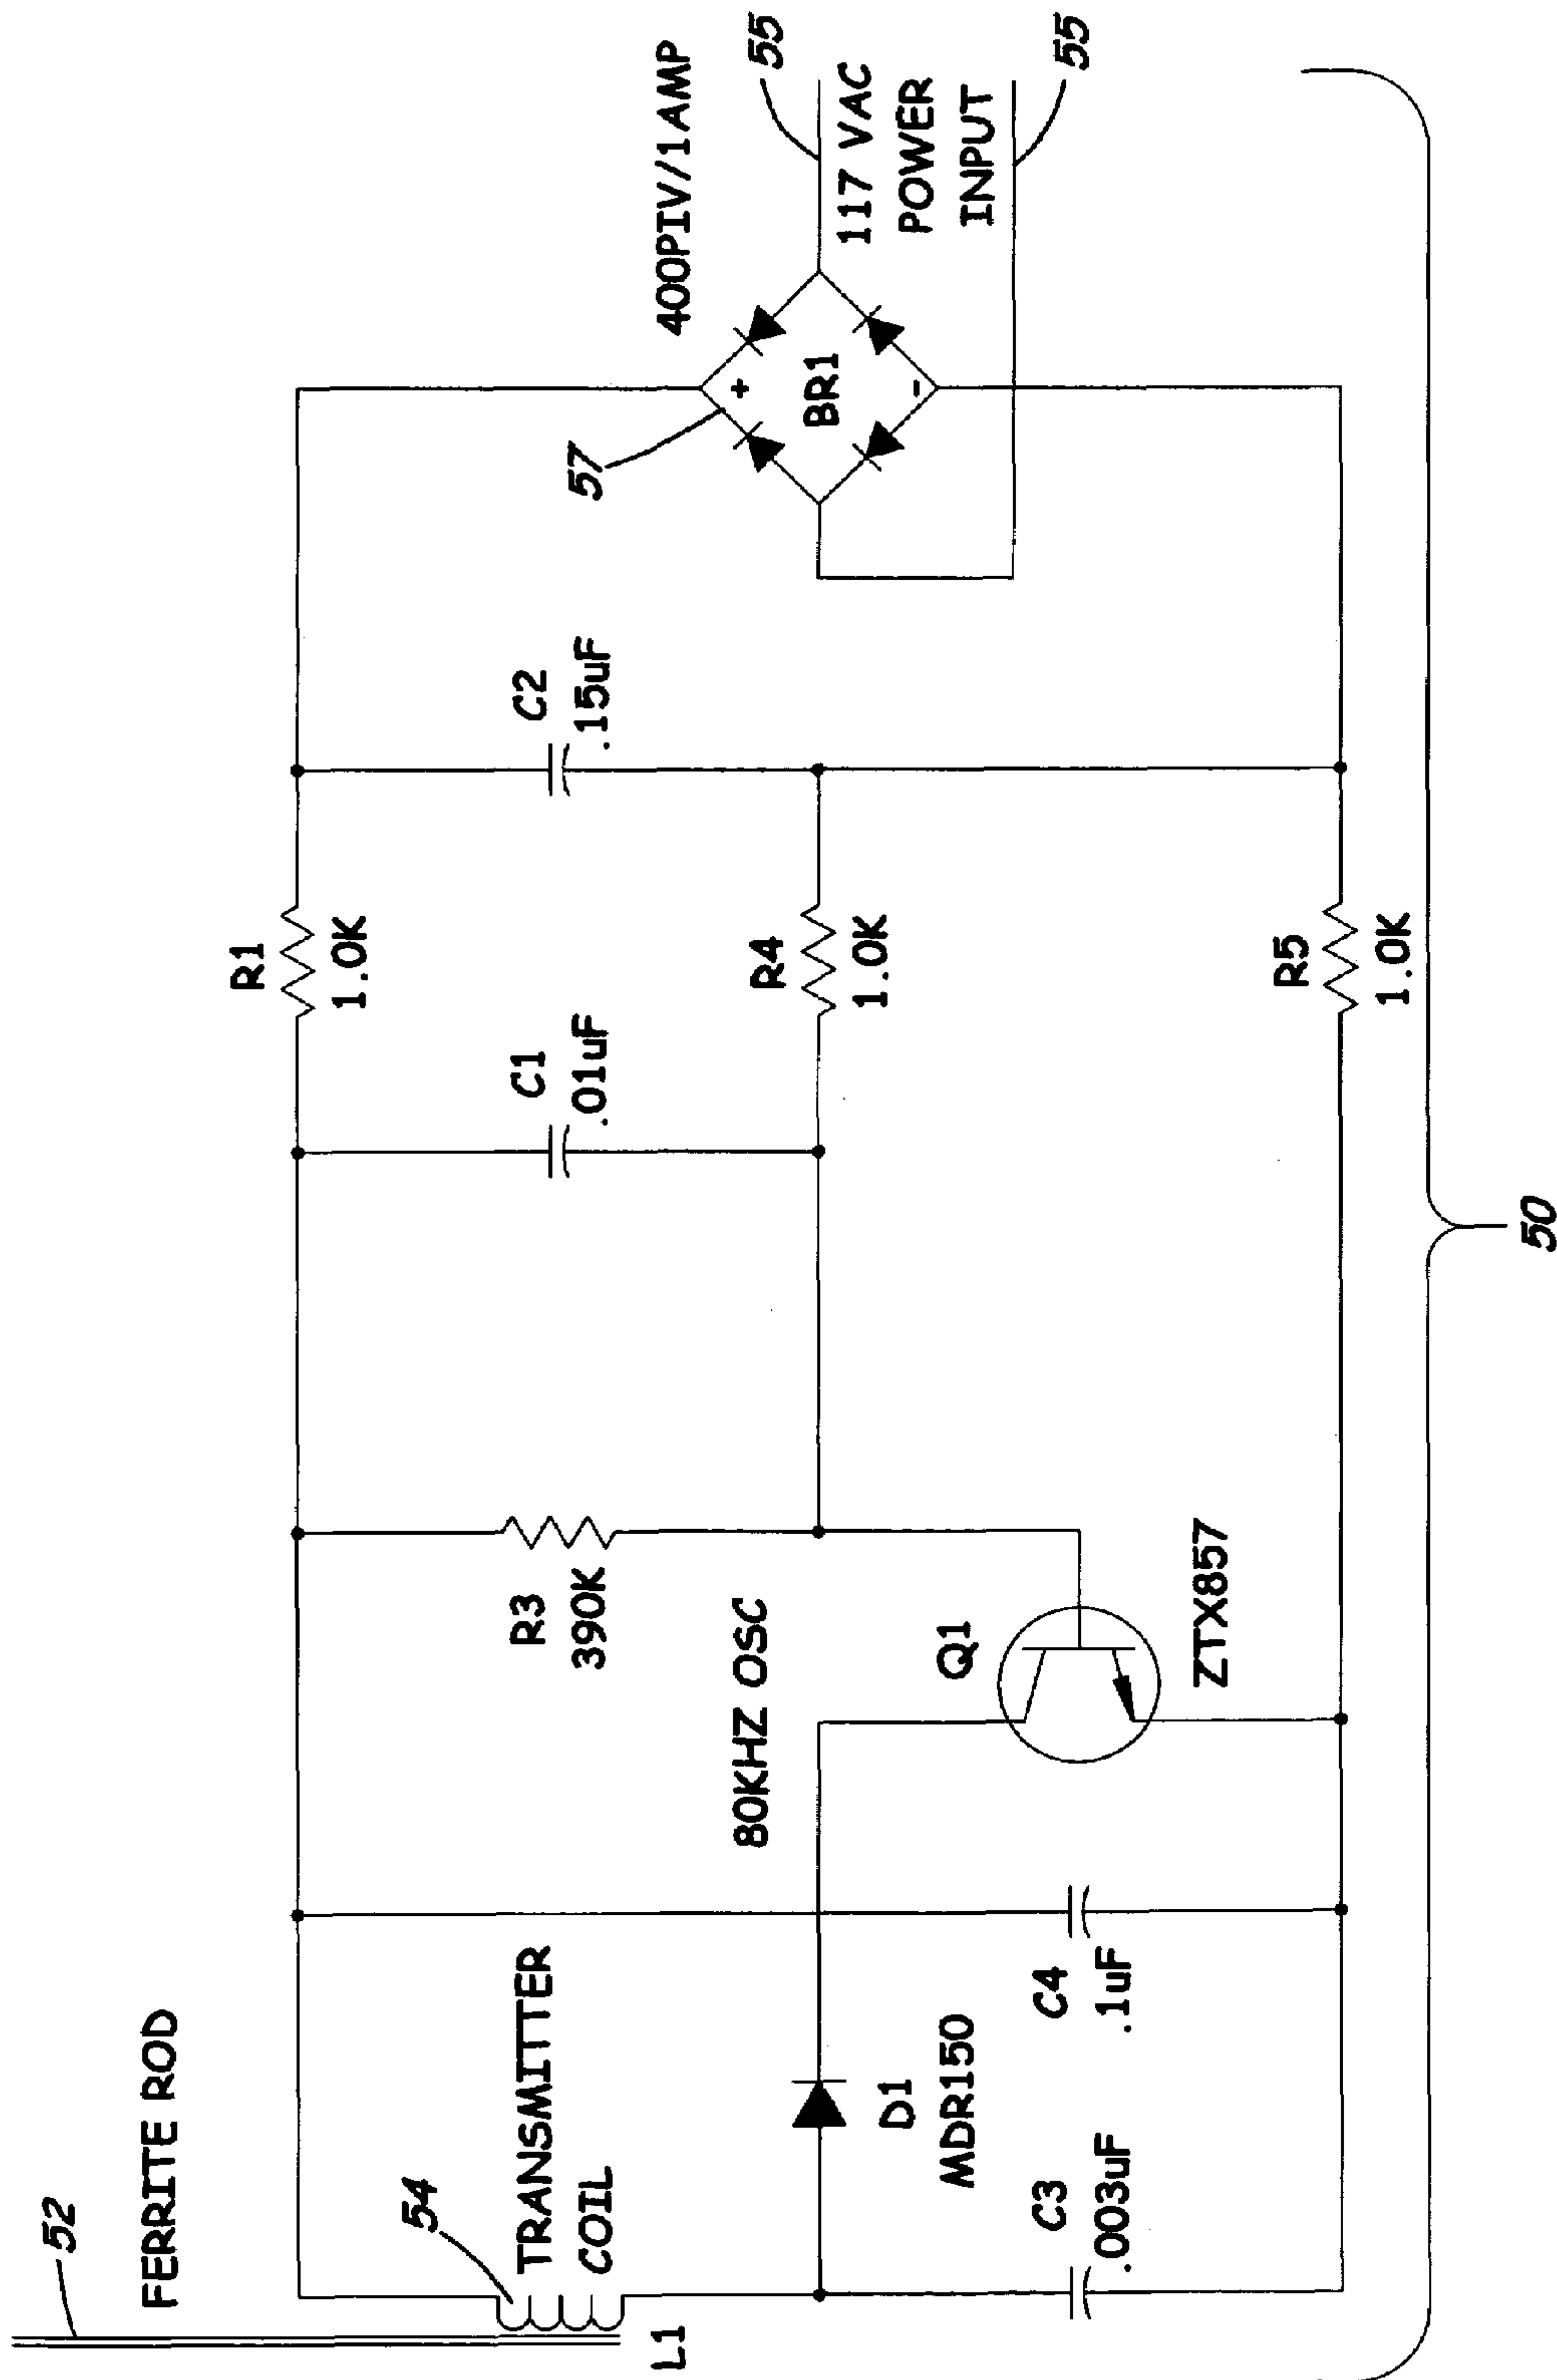 52
FERRITE ROD
54
TRANSMITTER
COIL
L1
C3
.003uF
D1
MDR150
C4
.1uF
80KHZ OSC
Q1
ZTX857
R3
390K
C1
.01uF
R1
1.0K
R4
1.0K
R5
1.0K
C2
.15uF
57
+
BR1
-
400PIV/1AMP
55
117 VAC
POWER
INPUT
55
50